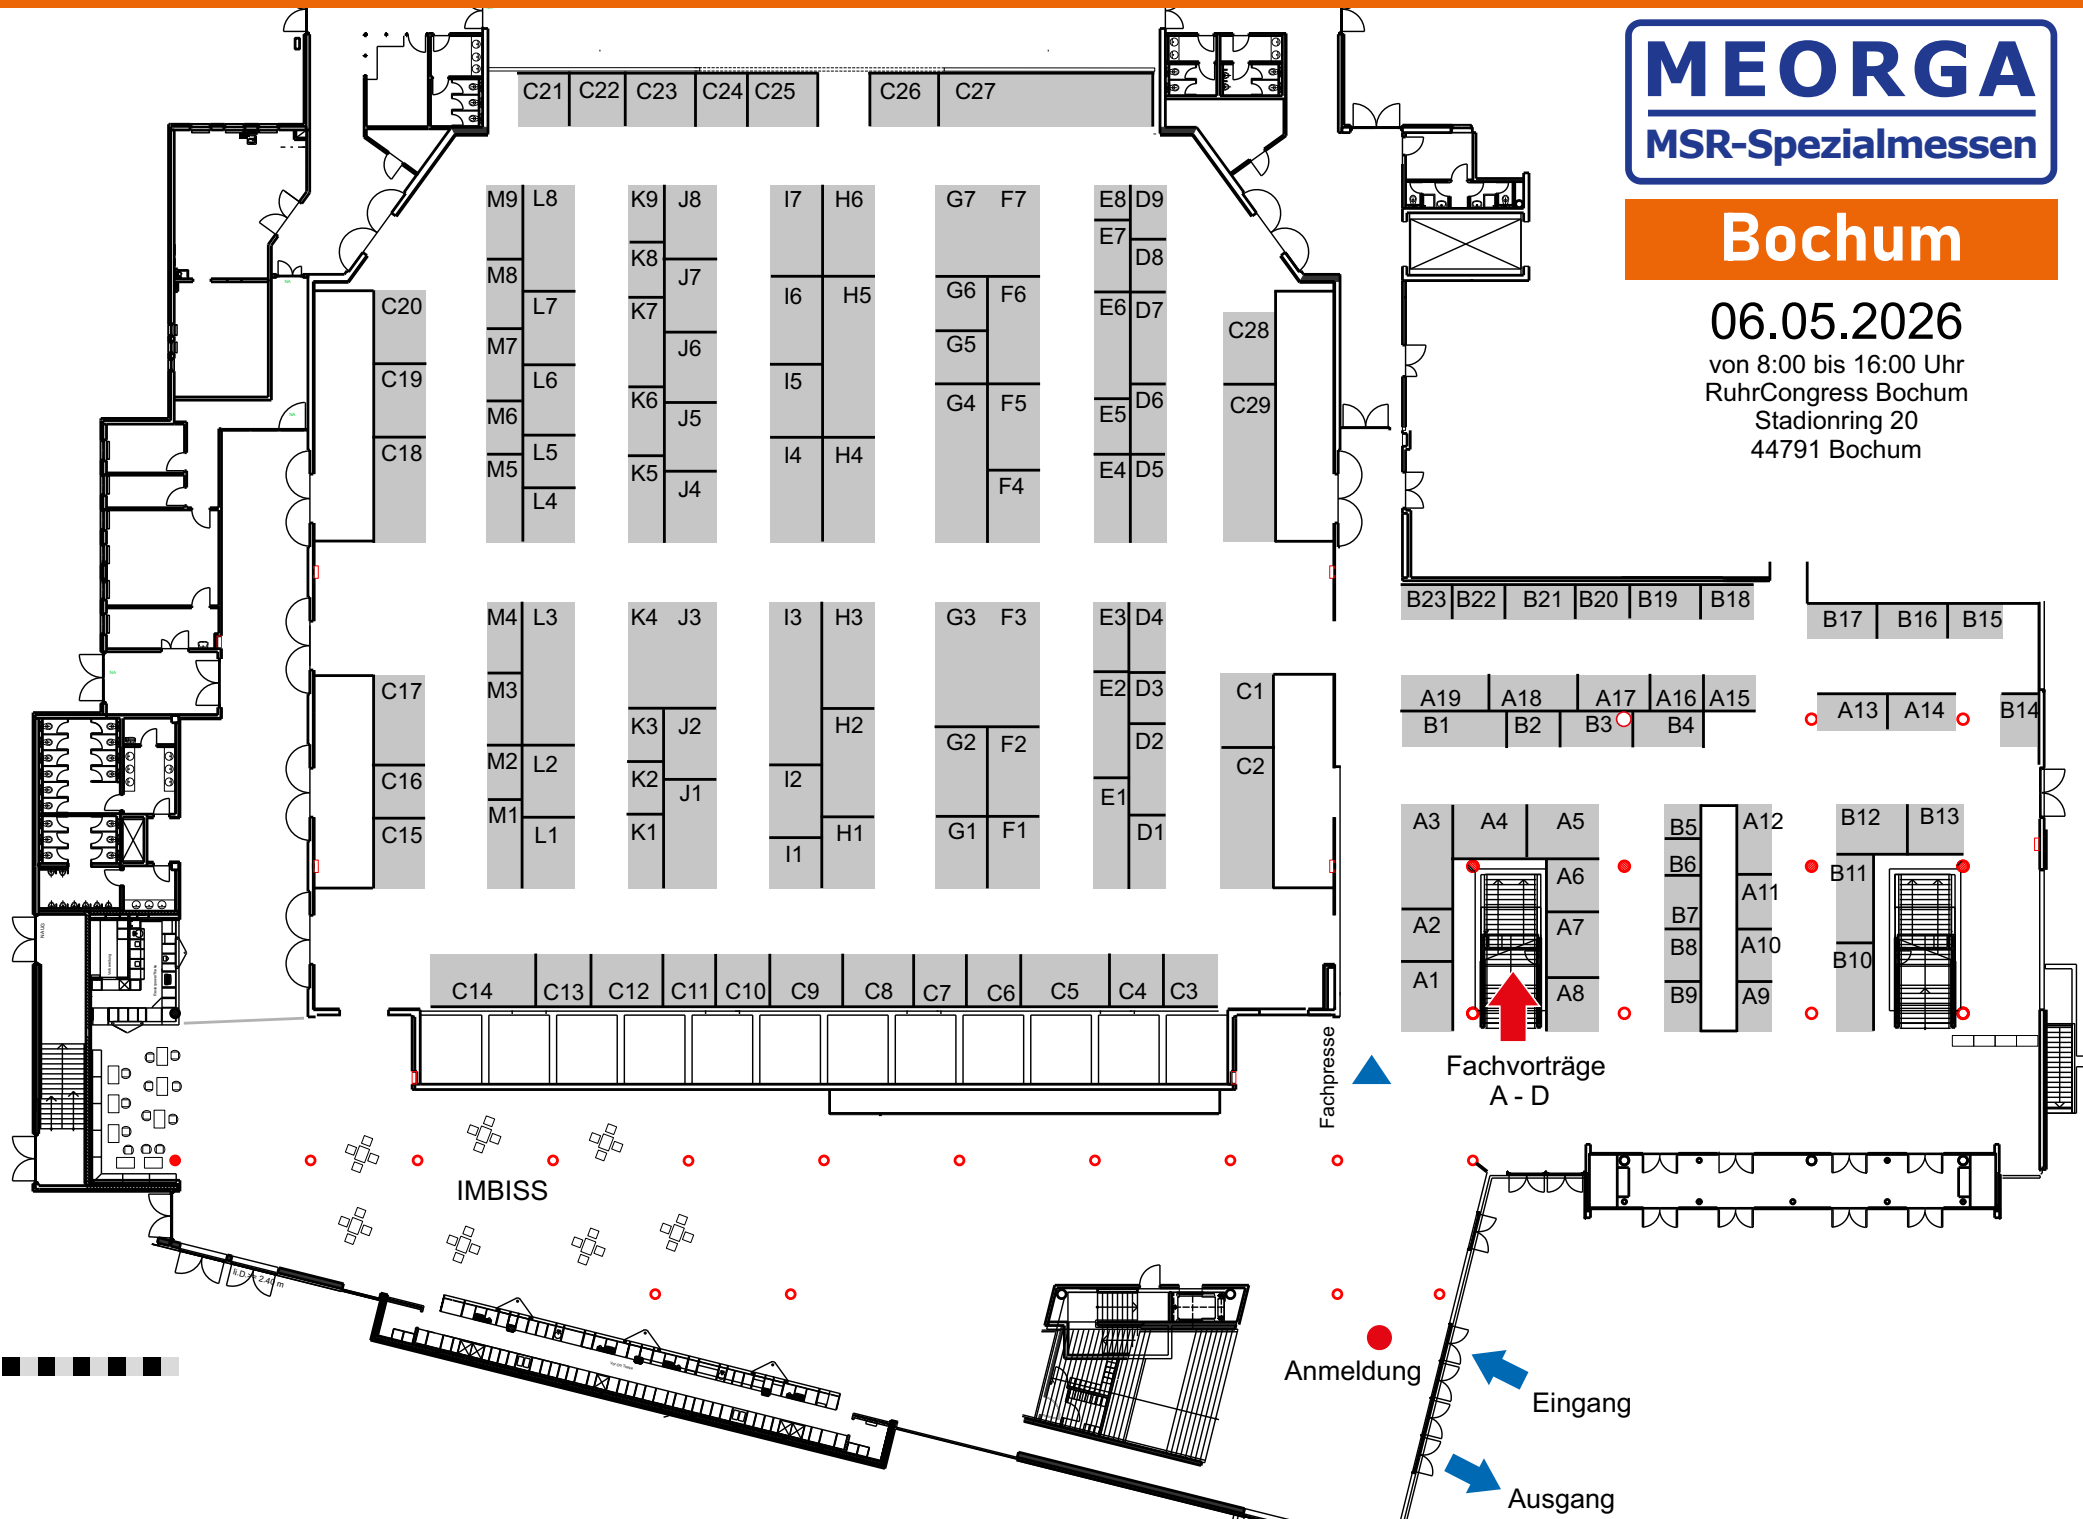 MEORGA
MSR-Spezialmessen
Bochum
06.05.2026
von 8:00 bis 16:00 Uhr
RuhrCongress Bochum
Stadionring 20
44791 Bochum
C21 C22 C23 C24 C25 C26 C27
M9 L8 K9 J8 I7 H6 G7 F7 E8 D9
E7
K8 D8
M8 J7
C20 L7 K7 I6 H5 G6 F6 E6 D7
C28
M7 J6 G5
C19 L6 I5
M6 K6 J5 G4 F5 E5 D6 C29
C18 L5 I4 H4
M5 K5 E4 D5
L4 J4 F4
B23 B22 B21 B20 B19 B18
M4 L3 K4 J3 I3 H3 G3 F3 E3 D4
B17 B16 B15
C17 M3 E2 D3 C1
A19 A18 A17 A16 A15
A13 A14 B14
K3 J2 H2 B1 B2 B3 B4
G2 F2 D2
M2 L2 C2
C16 K2 I2
J1 E1
M1
C15 L1 K1 H1 G1 F1 D1
I1
A3 A4 A5 B5 A12 B12 B13
B6
A6 B11
A11
B7
A2 A7
B8 A10
B10
A1 A8 B9 A9
C14 C13 C12 C11 C10 C9 C8 C7 C6 C5 C4 C3
Fachpresse
Fachvorträge
A - D
IMBISS
li.D.= 2.40 m
Anmeldung
Eingang
Ausgang